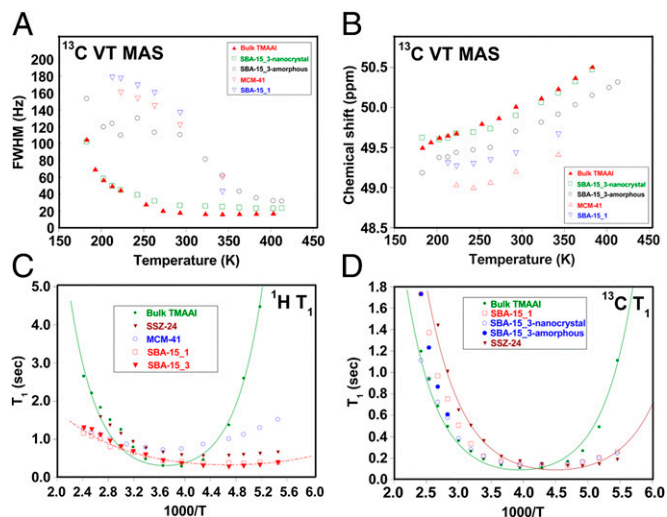 A
¹³C VT MAS
Bulk TMAAI
SBA-15_3-nanocrystal
SBA-15_3-amorphous
MCM-41
SBA-15_1
FWHM (Hz)
200
180
160
140
120
100
80
60
40
20
0
150 200 250 300 350 400 450
Temperature (K)
B
¹³C VT MAS
Bulk TMAAI
SBA-15_3-nanocrystal
SBA-15_3-amorphous
MCM-41
SBA-15_1
Chemical shift (ppm)
50.5
50.0
49.5
49.0
48.5
150 200 250 300 350 400 450
Temperature (K)
C
¹H T₁
Bulk TMAAI
SSZ-24
MCM-41
SBA-15_1
SBA-15_3
T₁ (sec)
5.0
4.0
3.0
2.0
1.0
0.0
2.0 2.4 2.8 3.2 3.6 4.0 4.4 4.8 5.2 5.6 6.0
1000/T
D
¹³C T₁
Bulk TMAAI
SBA-15_1
SBA-15_3-nanocrystal
SBA-15_3-amorphous
SSZ-24
T₁ (sec)
1.8
1.6
1.4
1.2
1.0
0.8
0.6
0.4
0.2
0.0
2.0 2.5 3.0 3.5 4.0 4.5 5.0 5.5 6.0
1000/T